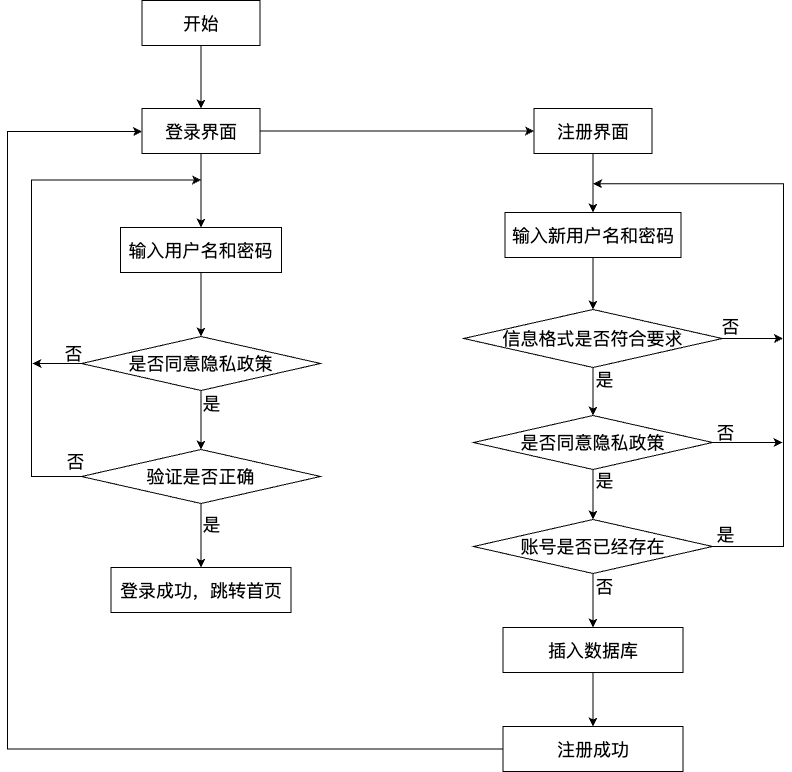 开始
登录界面
注册界面
输入用户名和密码
输入新用户名和密码
信息格式是否符合要求
否
是否同意隐私政策
否
是
是
是否同意隐私政策
否
验证是否正确
否
是
是
账号是否已经存在
是
登录成功，跳转首页
否
插入数据库
注册成功